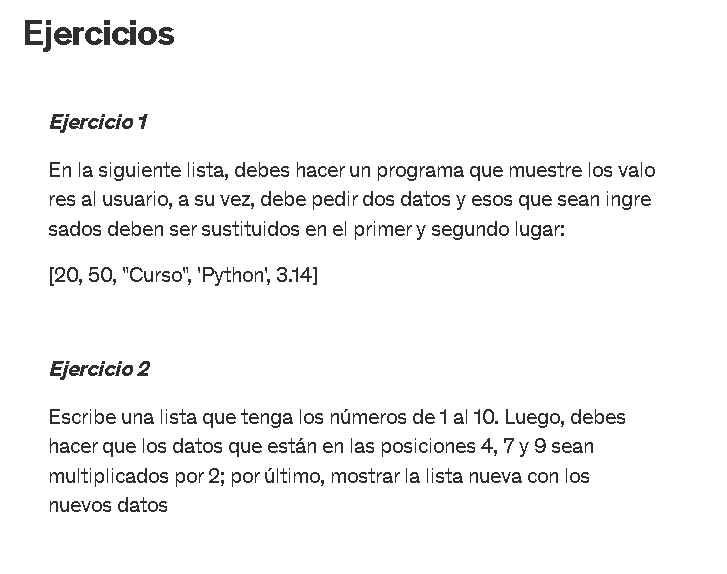 Ejercicios
Ejercicio 1
En la siguiente lista, debes hacer un programa que muestre los valo
res al usuario, a su vez, debe pedir dos datos y esos que sean ingre
sados deben ser sustituidos en el primer y segundo lugar:
[20, 50, "Curso", 'Python', 3.14]
Ejercicio 2
Escribe una lista que tenga los números de 1 al 10. Luego, debes
hacer que los datos que están en las posiciones 4, 7 y 9 sean
multiplicados por 2; por último, mostrar la lista nueva con los
nuevos datos